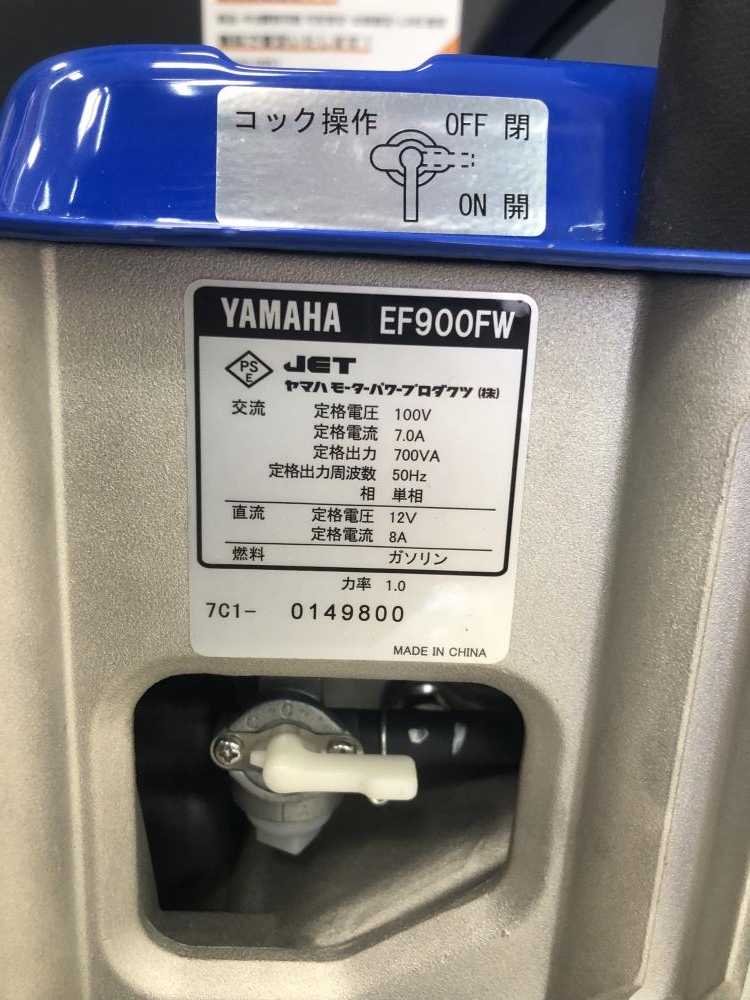 コック操作 OFF 閉
ON 開
YAMAHA EF900FW
PS
E
JET
ヤマハモーターパワープロダクツ(株)
交流 定格電圧 100V
定格電流 7.0A
定格出力 700VA
定格出力周波数 50Hz
相 単相
直流 定格電圧 12V
定格電流 8A
燃料 ガソリン
力率 1.0
7C1- 0149800
MADE IN CHINA